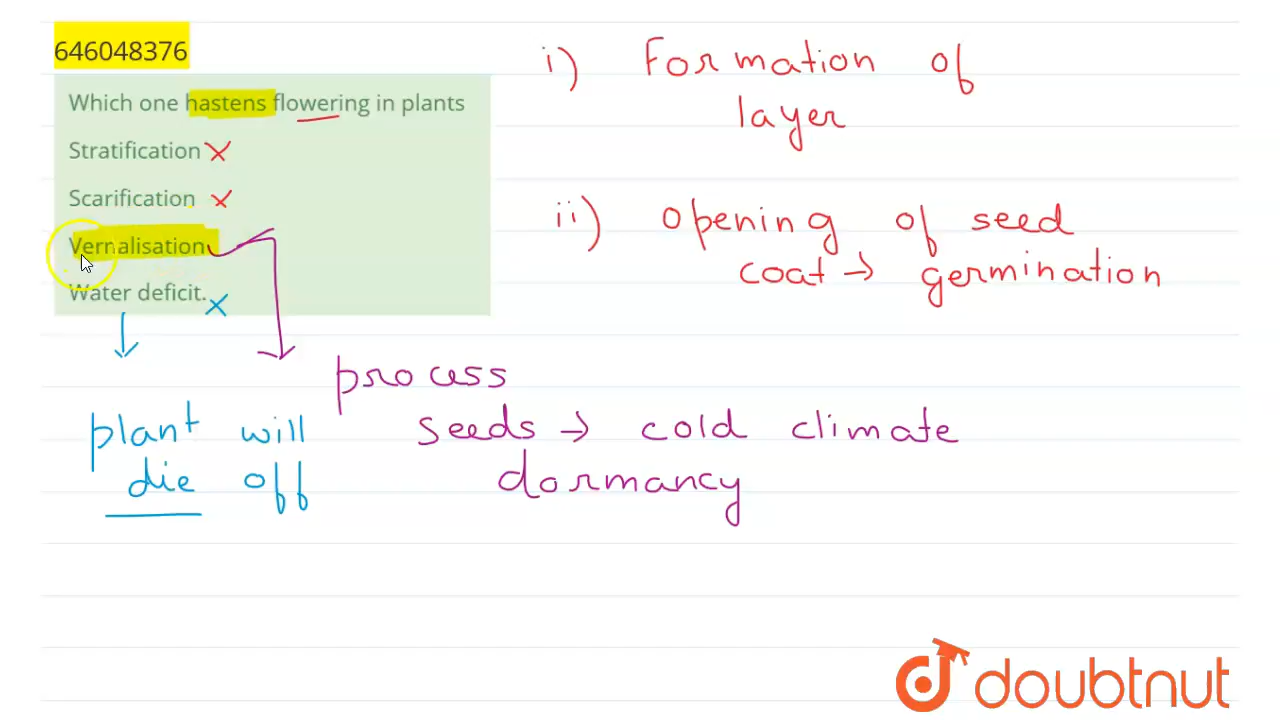 646048376
Which one hastens flowering in plants
Stratification
Scarification
Vernalisation
Water deficit.
i) Formation of
layer
ii) opening of seed
coat → germination
process
seeds → cold climate
dormancy
plant will
die off
doubtnut